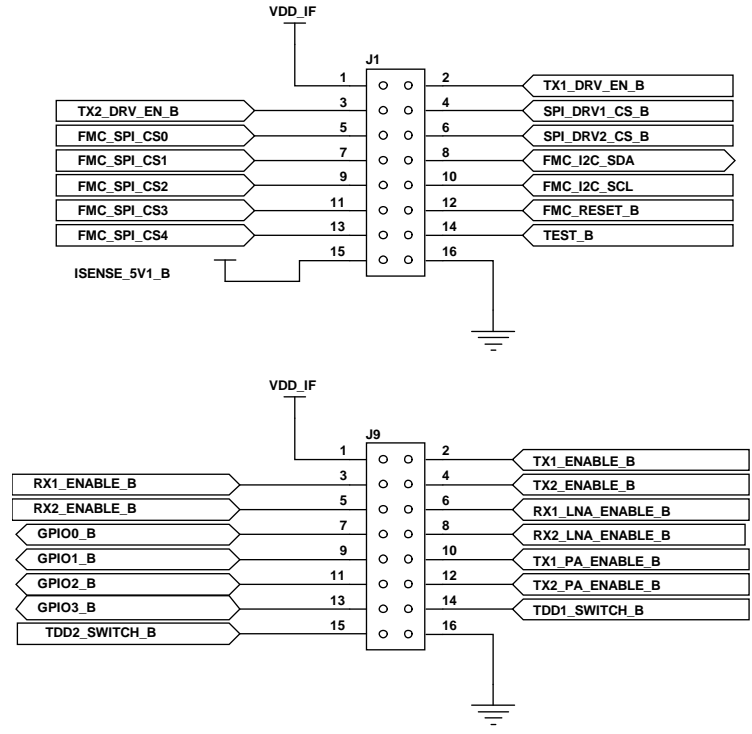 VDD_IF
J1
1 2 TX1_DRV_EN_B
TX2_DRV_EN_B 3 4 SPI_DRV1_CS_B
FMC_SPI_CS0 5 6 SPI_DRV2_CS_B
FMC_SPI_CS1 7 8 FMC_I2C_SDA
FMC_SPI_CS2 9 10 FMC_I2C_SCL
FMC_SPI_CS3 11 12 FMC_RESET_B
FMC_SPI_CS4 13 14 TEST_B
15 16
ISENSE_5V1_B
VDD_IF
J9
1 2 TX1_ENABLE_B
RX1_ENABLE_B 3 4 TX2_ENABLE_B
RX2_ENABLE_B 5 6 RX1_LNA_ENABLE_B
GPIO0_B 7 8 RX2_LNA_ENABLE_B
GPIO1_B 9 10 TX1_PA_ENABLE_B
GPIO2_B 11 12 TX2_PA_ENABLE_B
GPIO3_B 13 14 TDD1_SWITCH_B
TDD2_SWITCH_B 15 16